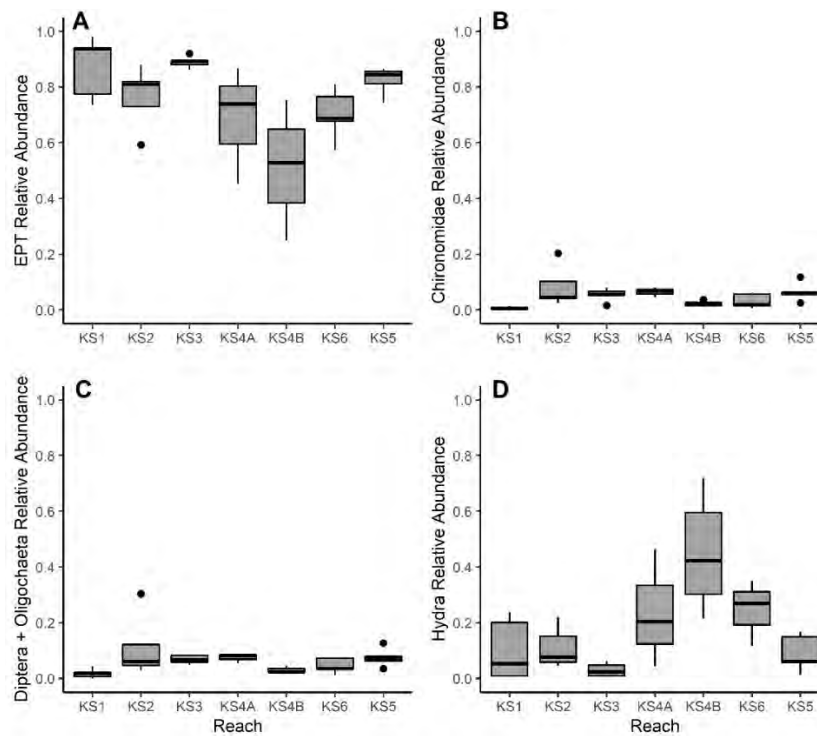 A
EPT Relative Abundance
1.0
0.8
0.6
0.4
0.2
0.0
KS1 KS2 KS3 KS4A KS4B KS6 KS5
B
Chironomidae Relative Abundance
1.0
0.8
0.6
0.4
0.2
0.0
KS1 KS2 KS3 KS4A KS4B KS6 KS5
C
Diptera + Oligochaeta Relative Abundance
1.0
0.8
0.6
0.4
0.2
0.0
KS1 KS2 KS3 KS4A KS4B KS6 KS5
Reach
D
Hydra Relative Abundance
1.0
0.8
0.6
0.4
0.2
0.0
KS1 KS2 KS3 KS4A KS4B KS6 KS5
Reach